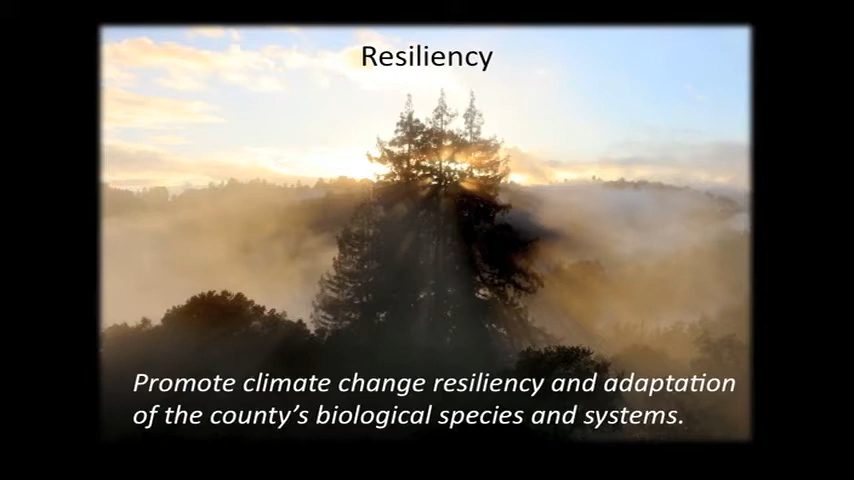 Resiliency
Promote climate change resiliency and adaptation
of the county’s biological species and systems.